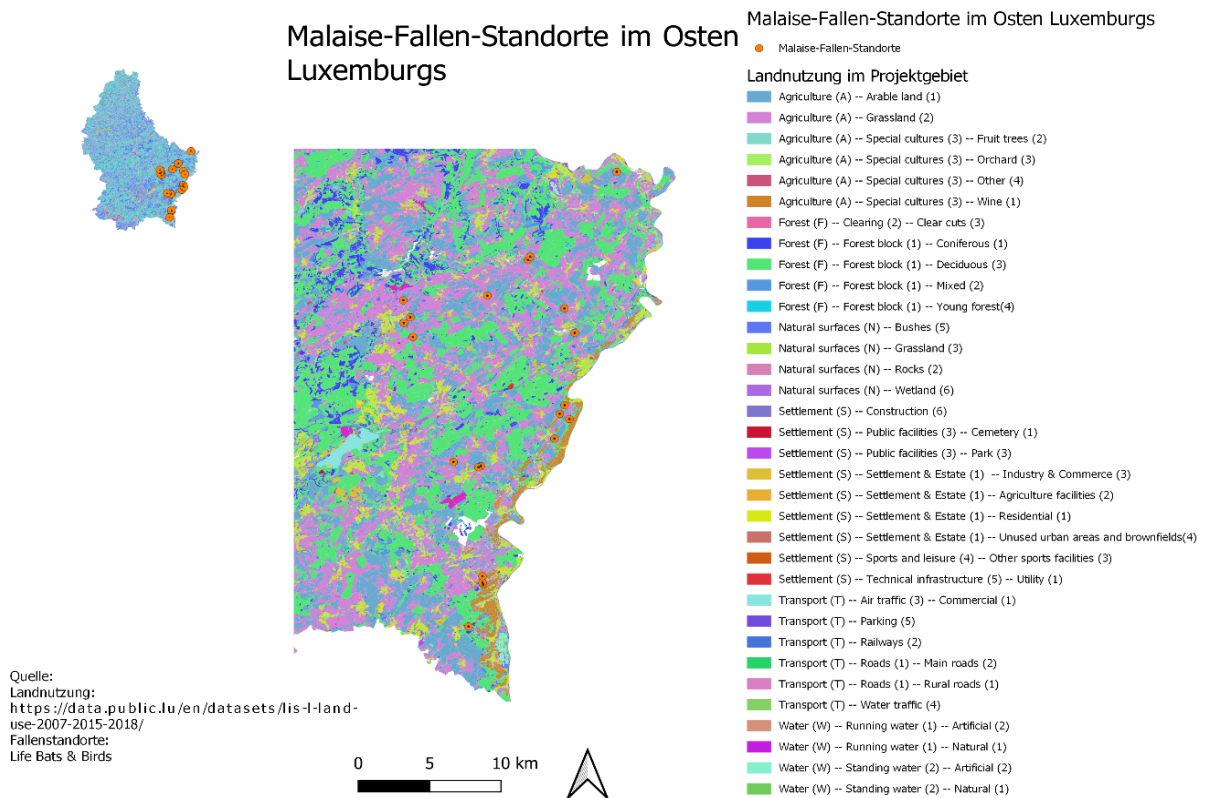 Malaise-Fallen-Standorte im Osten
Luxemburgs
Malaise-Fallen-Standorte im Osten Luxemburgs
Malaise-Fallen-Standorte
Landnutzung im Projektgebiet
Agriculture (A) -- Arable land (1)
Agriculture (A) -- Grassland (2)
Agriculture (A) -- Special cultures (3) -- Fruit trees (2)
Agriculture (A) -- Special cultures (3) -- Orchard (3)
Agriculture (A) -- Special cultures (3) -- Other (4)
Agriculture (A) -- Special cultures (3) -- Wine (1)
Forest (F) -- Clearing (2) -- Clear cuts (3)
Forest (F) -- Forest block (1) -- Coniferous (1)
Forest (F) -- Forest block (1) -- Deciduous (3)
Forest (F) -- Forest block (1) -- Mixed (2)
Forest (F) -- Forest block (1) -- Young forest(4)
Natural surfaces (N) -- Bushes (5)
Natural surfaces (N) -- Grassland (3)
Natural surfaces (N) -- Rocks (2)
Natural surfaces (N) -- Wetland (6)
Settlement (S) -- Construction (6)
Settlement (S) -- Public facilities (3) -- Cemetery (1)
Settlement (S) -- Public facilities (3) -- Park (3)
Settlement (S) -- Settlement & Estate (1) -- Industry & Commerce (3)
Settlement (S) -- Settlement & Estate (1) -- Agriculture facilities (2)
Settlement (S) -- Settlement & Estate (1) -- Residential (1)
Settlement (S) -- Settlement & Estate (1) -- Unused urban areas and brownfields(4)
Settlement (S) -- Sports and leisure (4) -- Other sports facilities (3)
Settlement (S) -- Technical infrastructure (5) -- Utility (1)
Transport (T) -- Air traffic (3) -- Commercial (1)
Transport (T) -- Parking (5)
Transport (T) -- Railways (2)
Transport (T) -- Roads (1) -- Main roads (2)
Transport (T) -- Roads (1) -- Rural roads (1)
Transport (T) -- Water traffic (4)
Water (W) -- Running water (1) -- Artificial (2)
Water (W) -- Running water (1) -- Natural (1)
Water (W) -- Standing water (2) -- Artificial (2)
Water (W) -- Standing water (2) -- Natural (1)
Quelle:
Landnutzung:
https://data.public.lu/en/datasets/lis-l-land-
use-2007-2015-2018/
Fallenstandorte:
Life Bats & Birds
0 5 10 km